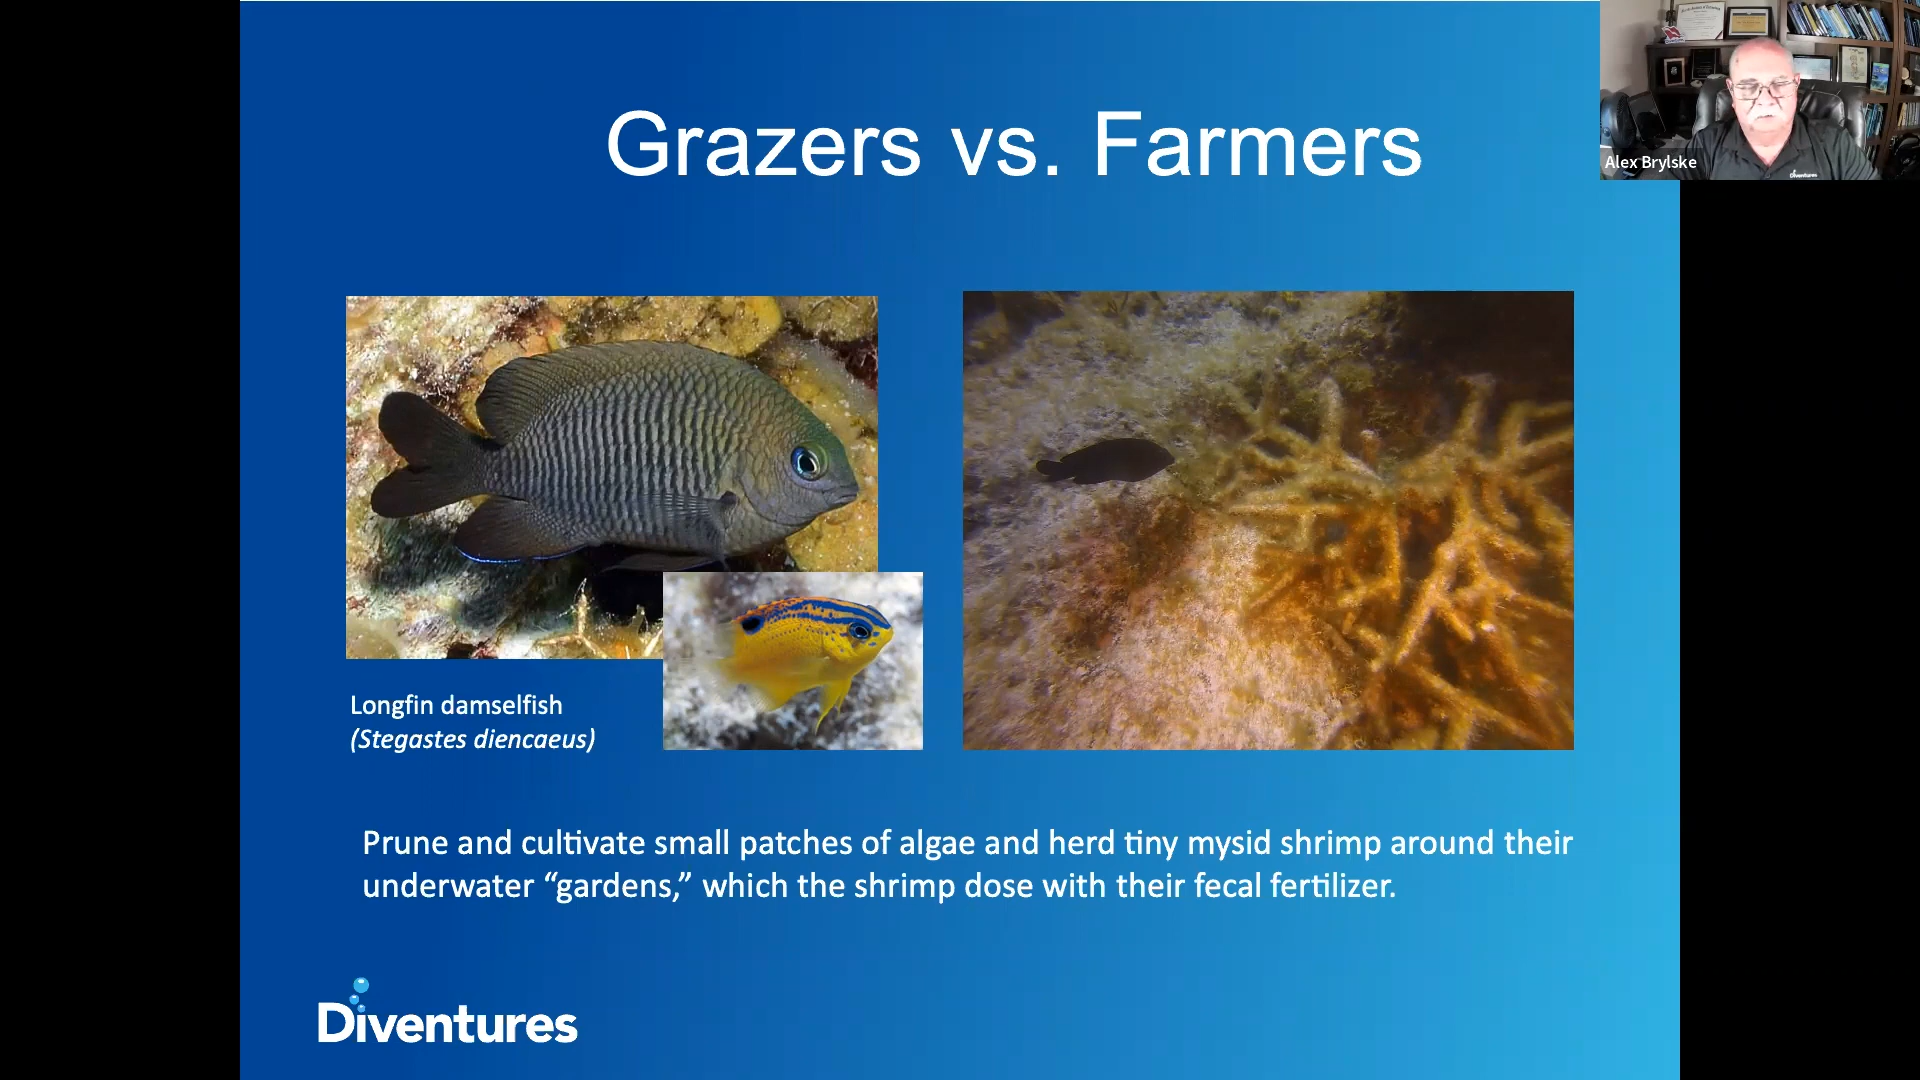 Grazers vs. Farmers
Alex Brylske
Diventures
Longfin damselfish
(Stegastes diencaeus)
Prune and cultivate small patches of algae and herd tiny mysid shrimp around their
underwater “gardens,” which the shrimp dose with their fecal fertilizer.
Diventures